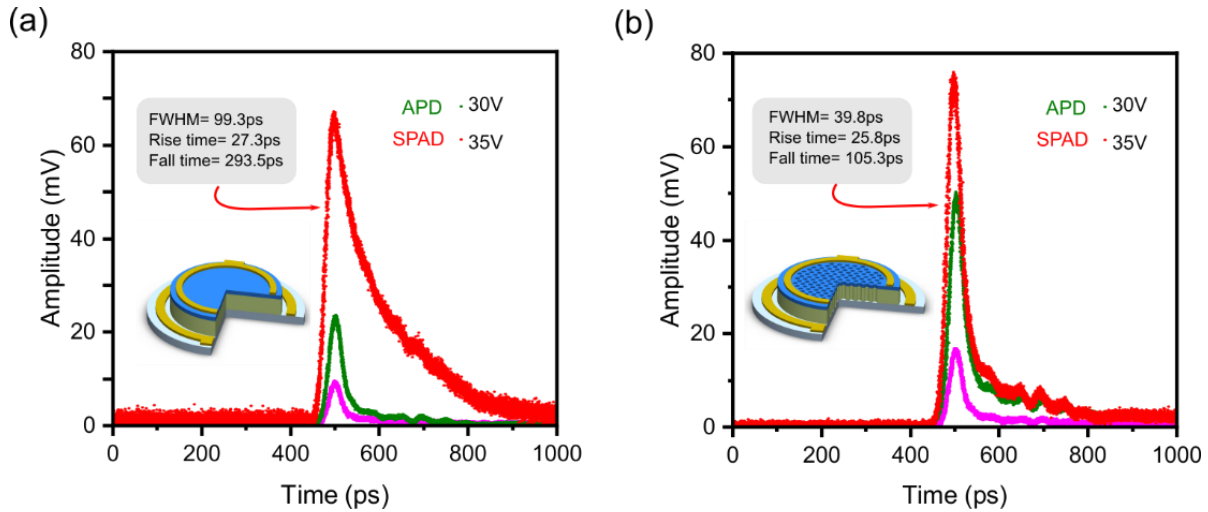 (a)
80
60
40
20
0
Amplitude (mV)
FWHM= 99.3ps
Rise time= 27.3ps
Fall time= 293.5ps
APD · 30V
SPAD · 35V
0 200 400 600 800 1000
Time (ps)
(b)
80
60
40
20
0
Amplitude (mV)
FWHM= 39.8ps
Rise time= 25.8ps
Fall time= 105.3ps
APD · 30V
SPAD · 35V
0 200 400 600 800 1000
Time (ps)